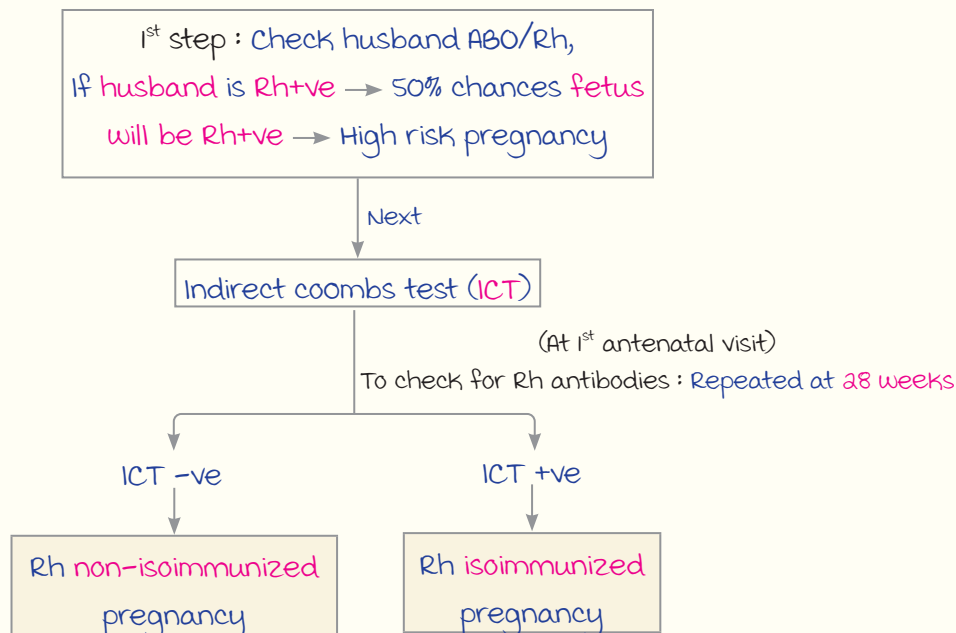 1st step : Check husband ABO/Rh,
If husband is Rh+ve → 50% chances fetus
will be Rh+ve → High risk pregnancy
Next
Indirect coombs test (ICT)
(At 1st antenatal visit)
To check for Rh antibodies : Repeated at 28 weeks
ICT -ve
ICT +ve
Rh non-isoimmunized
pregnancy
Rh isoimmunized
pregnancy